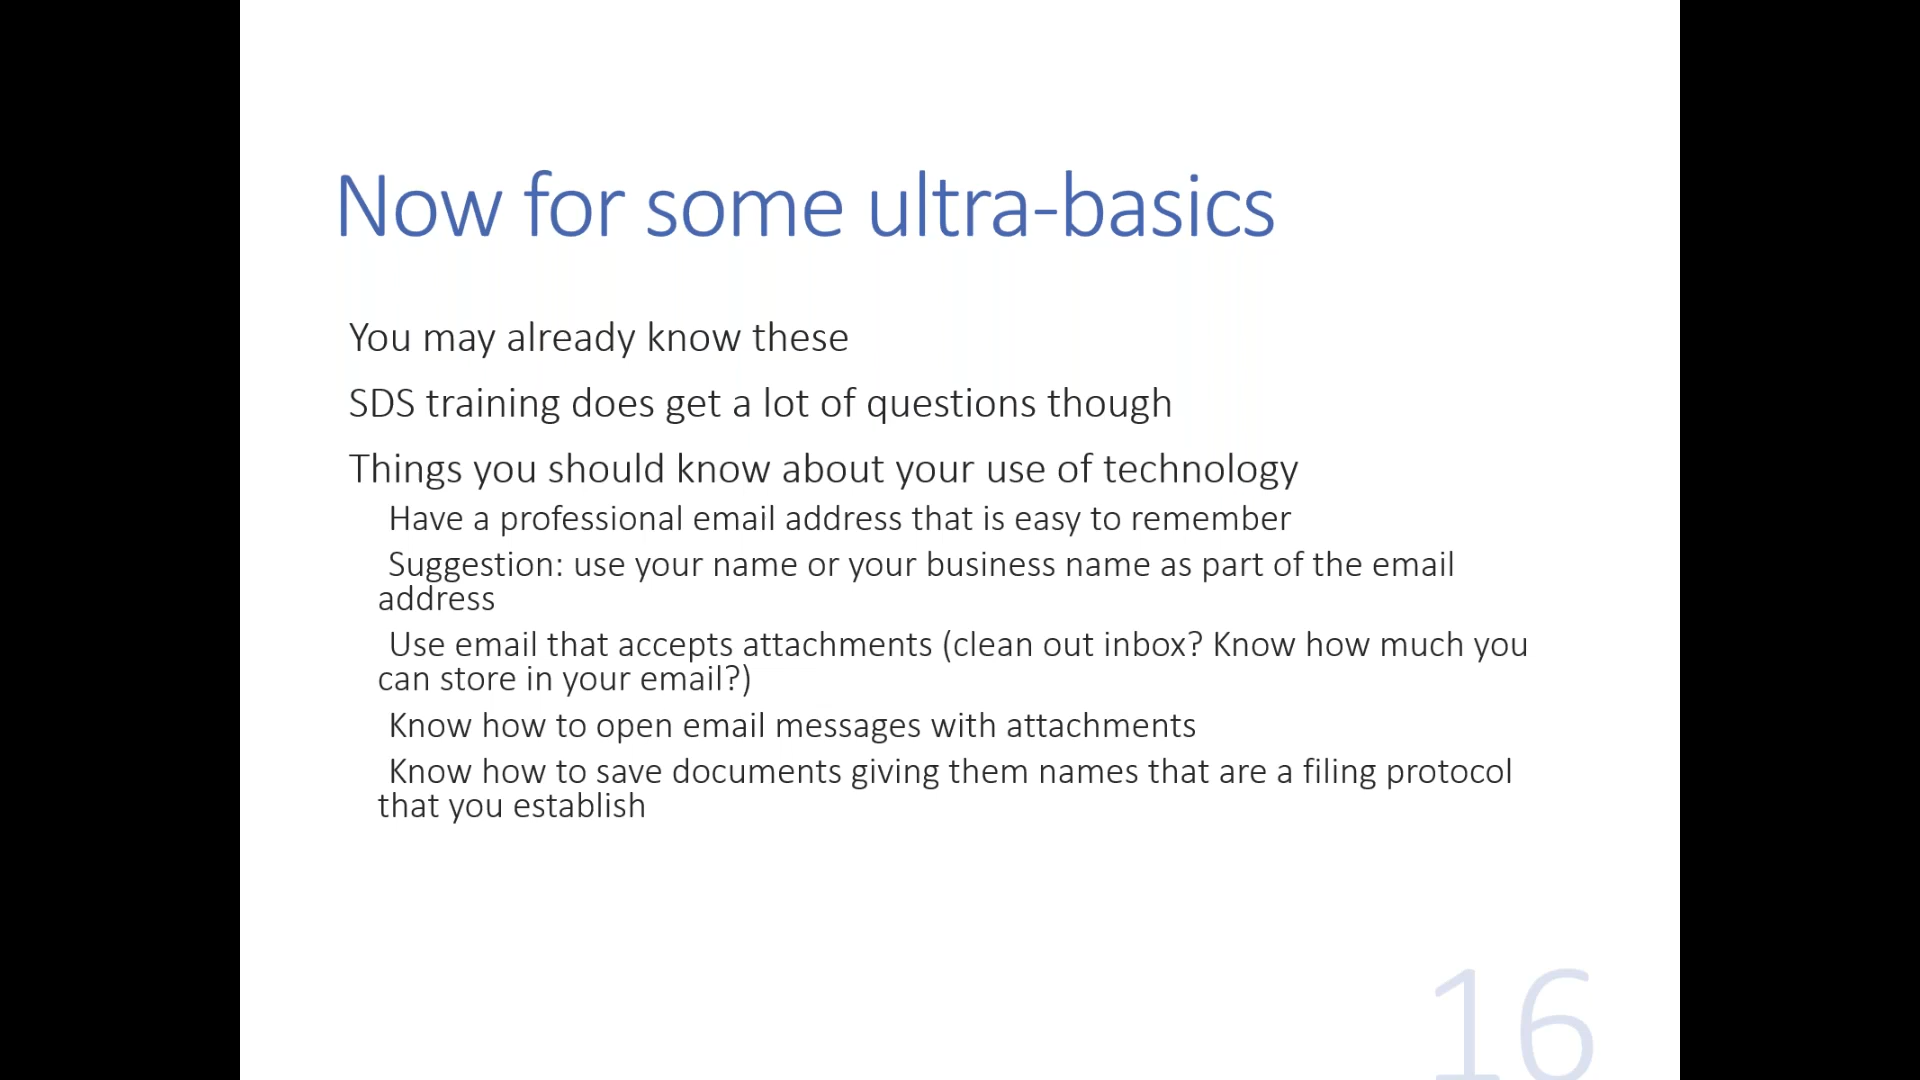 Now for some ultra-basics
You may already know these
SDS training does get a lot of questions though
Things you should know about your use of technology
Have a professional email address that is easy to remember
Suggestion: use your name or your business name as part of the email
address
Use email that accepts attachments (clean out inbox? Know how much you
can store in your email?)
Know how to open email messages with attachments
Know how to save documents giving them names that are a filing protocol
that you establish
16